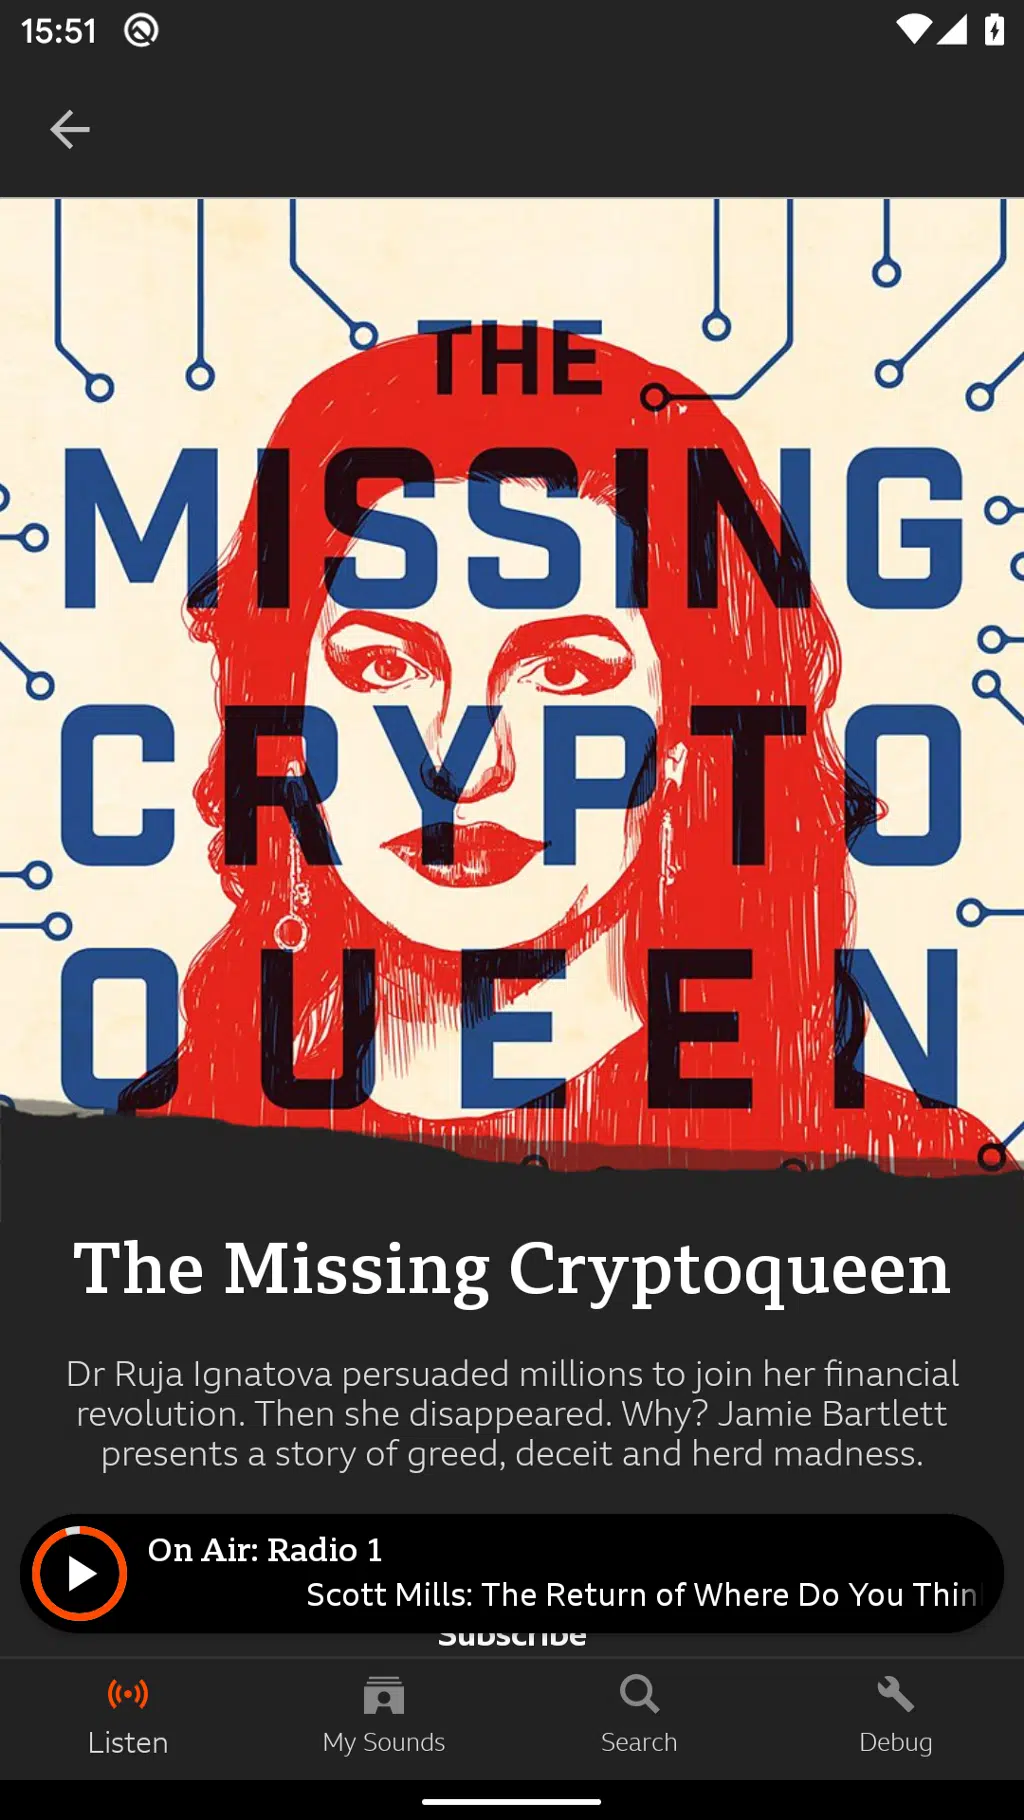 15:51
THE
MISSING
CRYPTO
QUEEN
The Missing Cryptoqueen
Dr Ruja Ignatova persuaded millions to join her financial
revolution. Then she disappeared. Why? Jamie Bartlett
presents a story of greed, deceit and herd madness.
On Air: Radio 1
Scott Mills: The Return of Where Do You Thin
Subscribe
Listen
My Sounds
Search
Debug